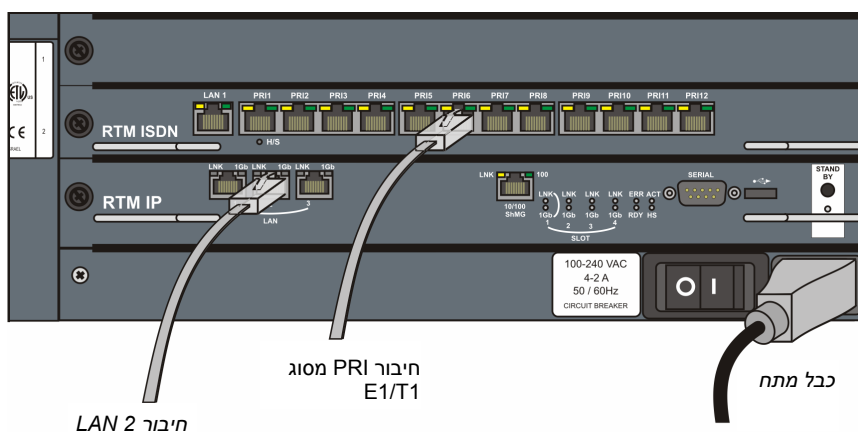 1
2
US
CE
ISRAEL
RTM ISDN
LAN 1 PRI1 PRI2 PRI3 PRI4 PRI5 PRI6 PRI7 PRI8 PRI9 PRI10 PRI11 PRI12
H/S
RTM IP
LNK 1Gb LNK 1Gb LNK 1Gb
3
LAN
LNK 100
10/100
ShMG
LNK LNK LNK LNK ERR ACT
1Gb 1Gb 1Gb 1Gb RDY HS
1 2 3 4
SLOT
SERIAL
STAND
BY
100-240 VAC
4-2 A
50 / 60Hz
CIRCUIT BREAKER
O I
חיבור PRI מסוג
E1/T1
כבל מתח
חיבור LAN 2